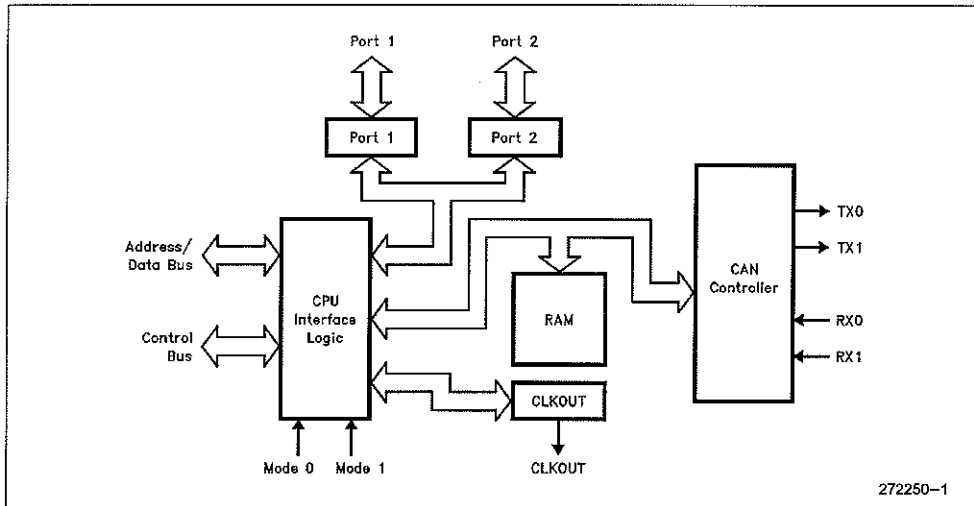 Port 1
Port 2
Port 1
Port 2
Address/
Data Bus
Control
Bus
CPU
Interface
Logic
RAM
CAN
Controller
TX0
TX1
RX0
RX1
CLKOUT
Mode 0
Mode 1
CLKOUT
272250–1